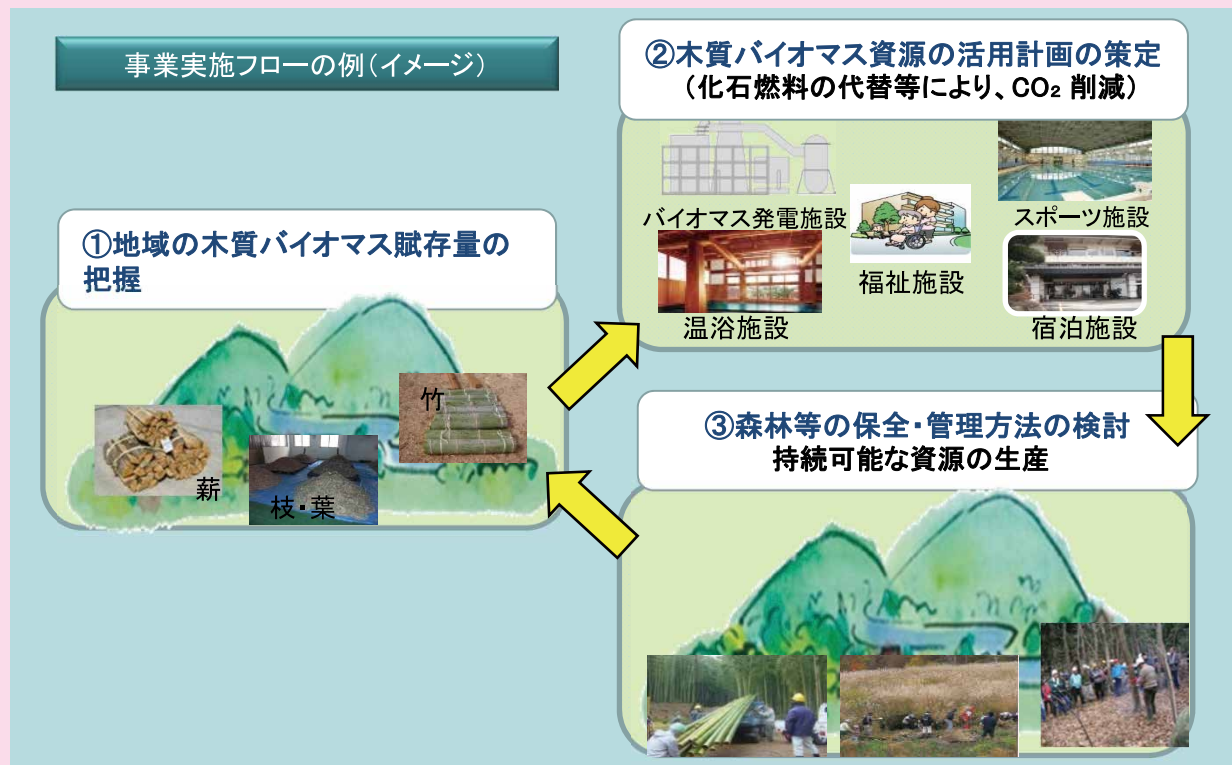 事業実施フローの例(イメージ)
①地域の木質バイオマス賦存量の
把握
竹
薪
枝・葉
②木質バイオマス資源の活用計画の策定
(化石燃料の代替等により、CO₂ 削減)
バイオマス発電施設
スポーツ施設
福祉施設
温浴施設
宿泊施設
③森林等の保全・管理方法の検討
持続可能な資源の生産